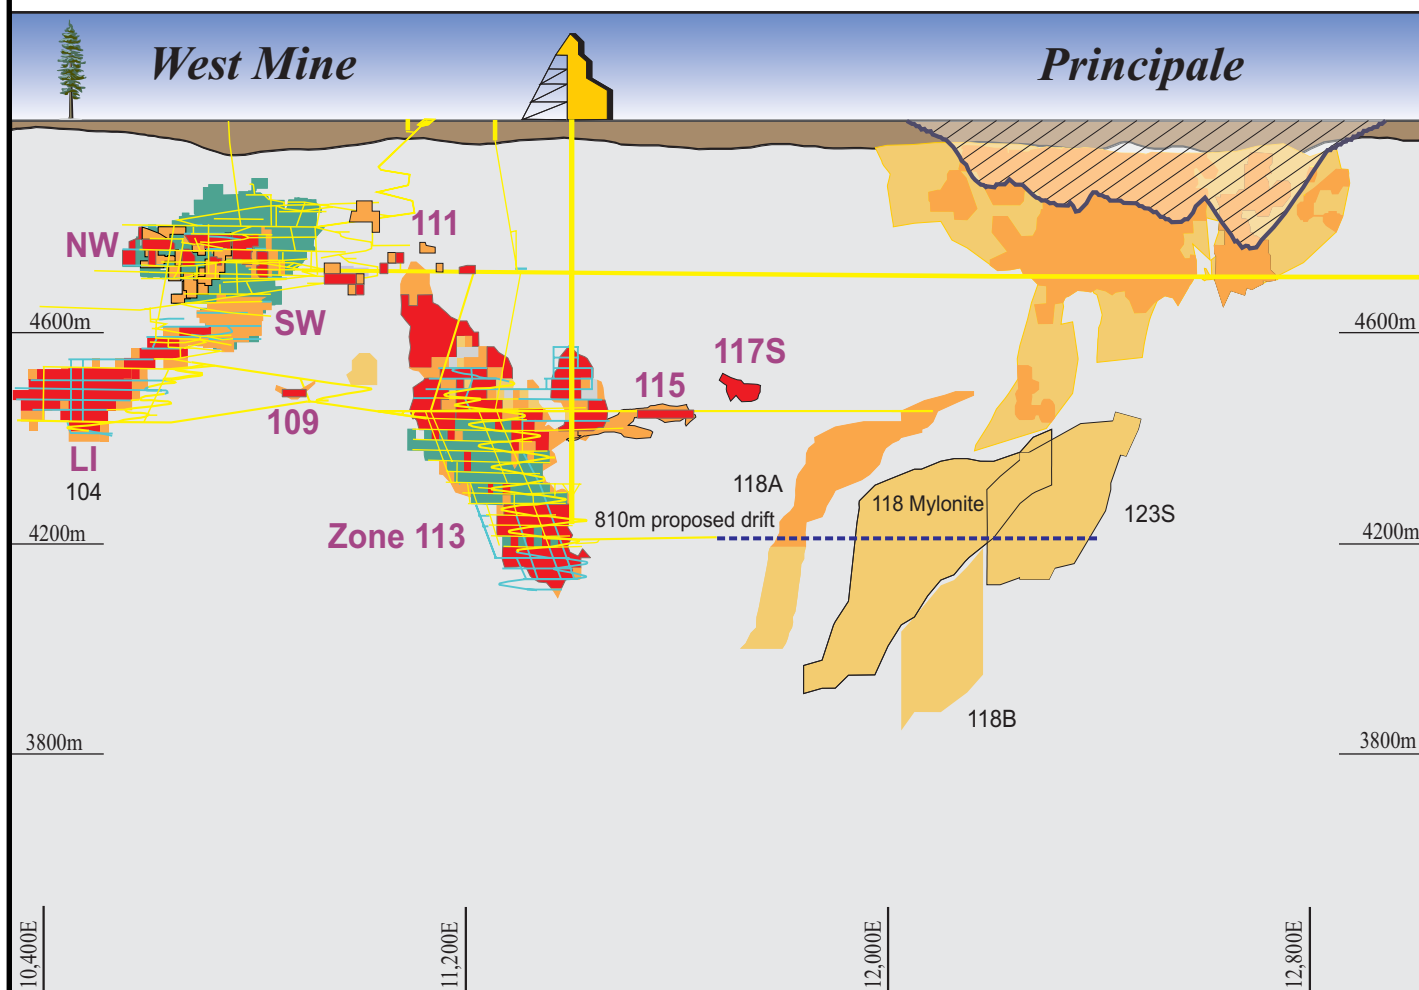 West Mine
Principale
111
NW
SW
4600m
4600m
117S
115
109
LI
104
118A
118 Mylonite
810m proposed drift
123S
Zone 113
4200m
4200m
118B
3800m
3800m
10,400E
11,200E
12,000E
12,800E